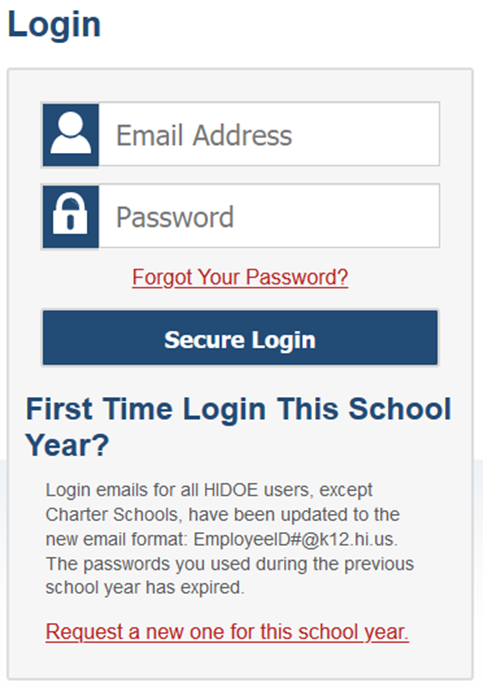 Login
Email Address
Password
Forgot Your Password?
Secure Login
First Time Login This School
Year?
Login emails for all HIDOE users, except
Charter Schools, have been updated to the
new email format: EmployeeID#@k12.hi.us.
The passwords you used during the previous
school year has expired.
Request a new one for this school year.